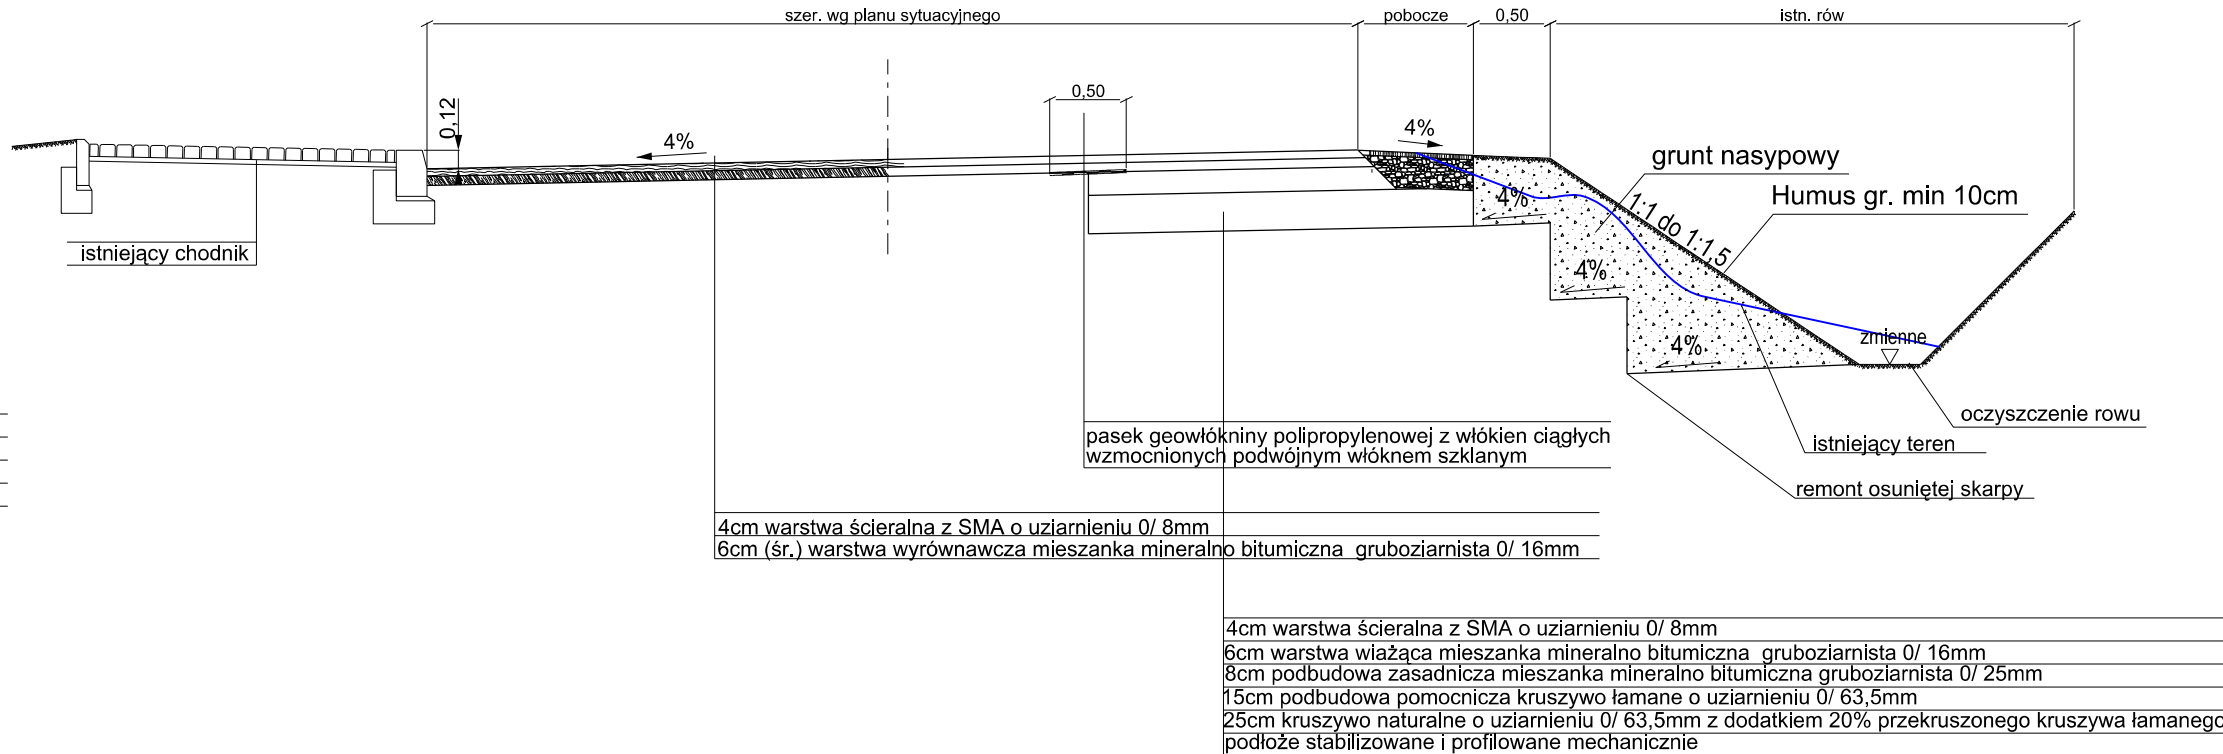 szer. wg planu sytuacyjnego
pobocze
0,50
istn. rów
0,50
0,12
4%
4%
grunt nasypowy
Humus gr. min 10cm
4%
1:1 do 1:1,5
istniejący chodnik
4%
zmienne
4%
oczyszczenie rowu
pasek geowłókniny polipropylenowej z włókien ciągłych
wzmocnionych podwójnym włóknem szklanym
istniejący teren
remont osuniętej skarpy
4cm warstwa ścieralna z SMA o uziarnieniu 0/ 8mm
6cm (śr.) warstwa wyrównawcza mieszanka mineralno bitumiczna gruboziarnista 0/ 16mm
4cm warstwa ścieralna z SMA o uziarnieniu 0/ 8mm
6cm warstwa wiażąca mieszanka mineralno bitumiczna gruboziarnista 0/ 16mm
8cm podbudowa zasadnicza mieszanka mineralno bitumiczna gruboziarnista 0/ 25mm
15cm podbudowa pomocnicza kruszywo łamane o uziarnieniu 0/ 63,5mm
25cm kruszywo naturalne o uziarnieniu 0/ 63,5mm z dodatkiem 20% przekruszonego kruszywa łamanego
podłoże stabilizowane i profilowane mechanicznie